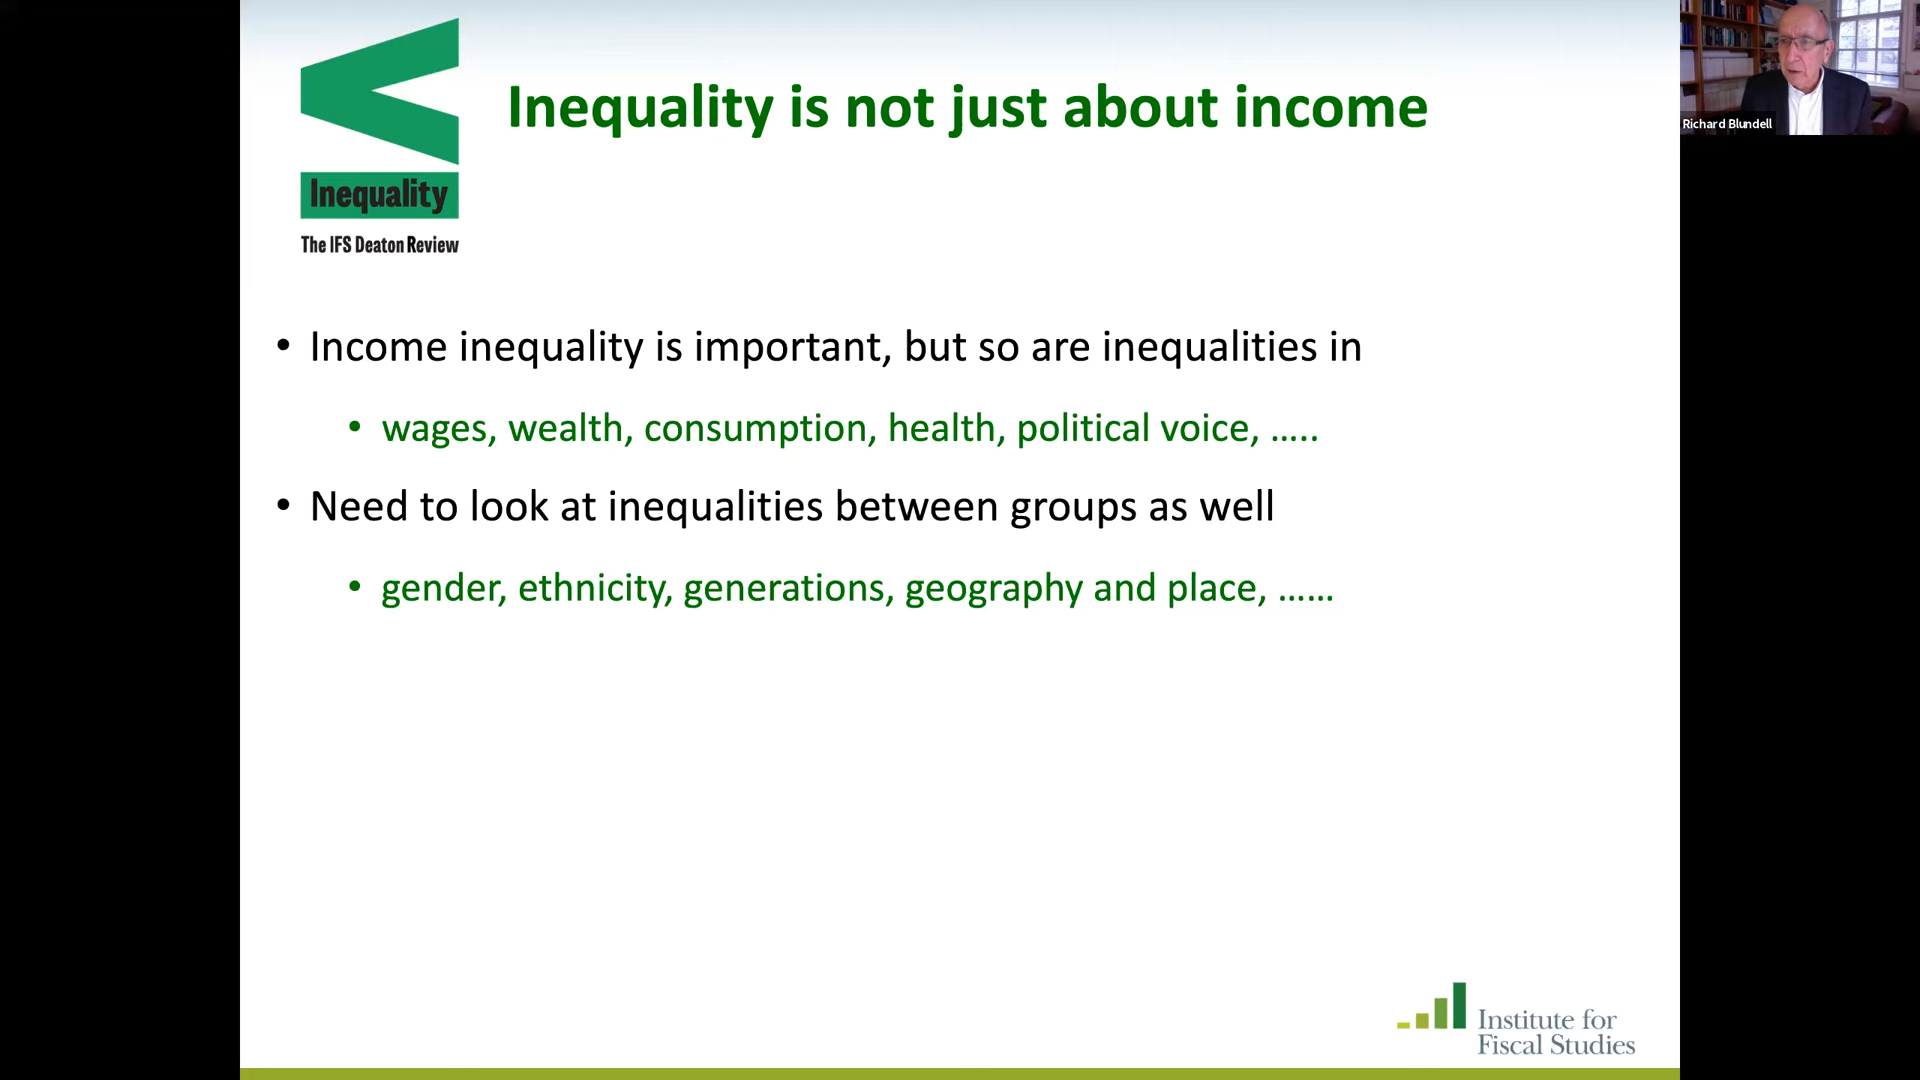 Inequality is not just about income
Richard Blundell
Inequality
The IFS Deaton Review
• Income inequality is important, but so are inequalities in
• wages, wealth, consumption, health, political voice, …..
• Need to look at inequalities between groups as well
• gender, ethnicity, generations, geography and place, ……
Institute for
Fiscal Studies